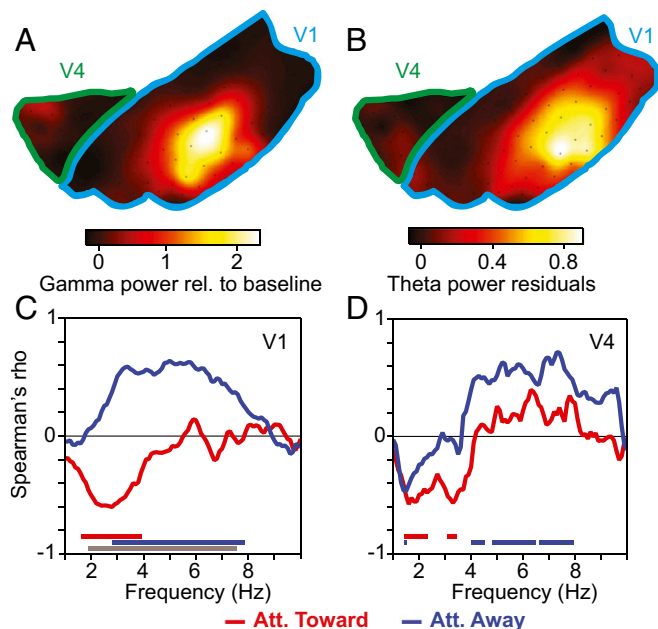 A
V4
V1
B
V4
V1
0 1 2
Gamma power rel. to baseline
0 0.4 0.8
Theta power residuals
C
V1
D
V4
1
0
-1
Spearman's rho
2 4 6 8
Frequency (Hz)
1
0
-1
2 4 6 8
Frequency (Hz)
Att. Toward Att. Away